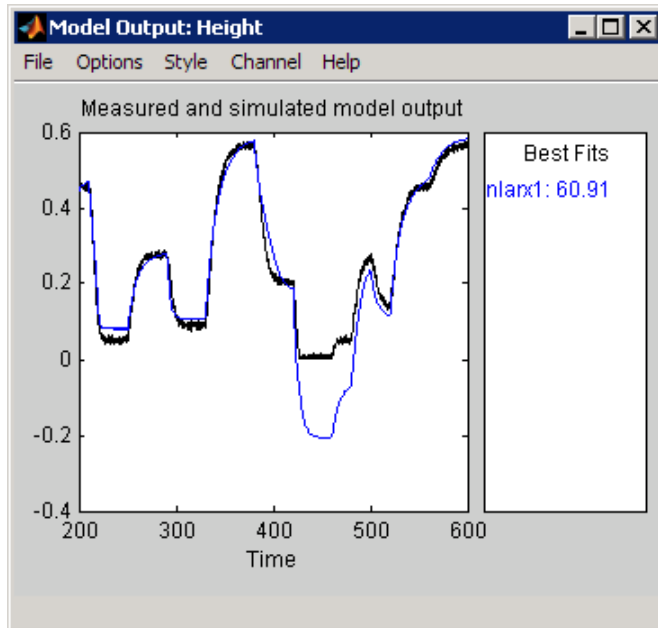 Model Output: Height
File Options Style Channel Help
Measured and simulated model output
0.6
0.4
0.2
0
-0.2
-0.4
200 300 400 500 600
Time
Best Fits
nlarx1: 60.91